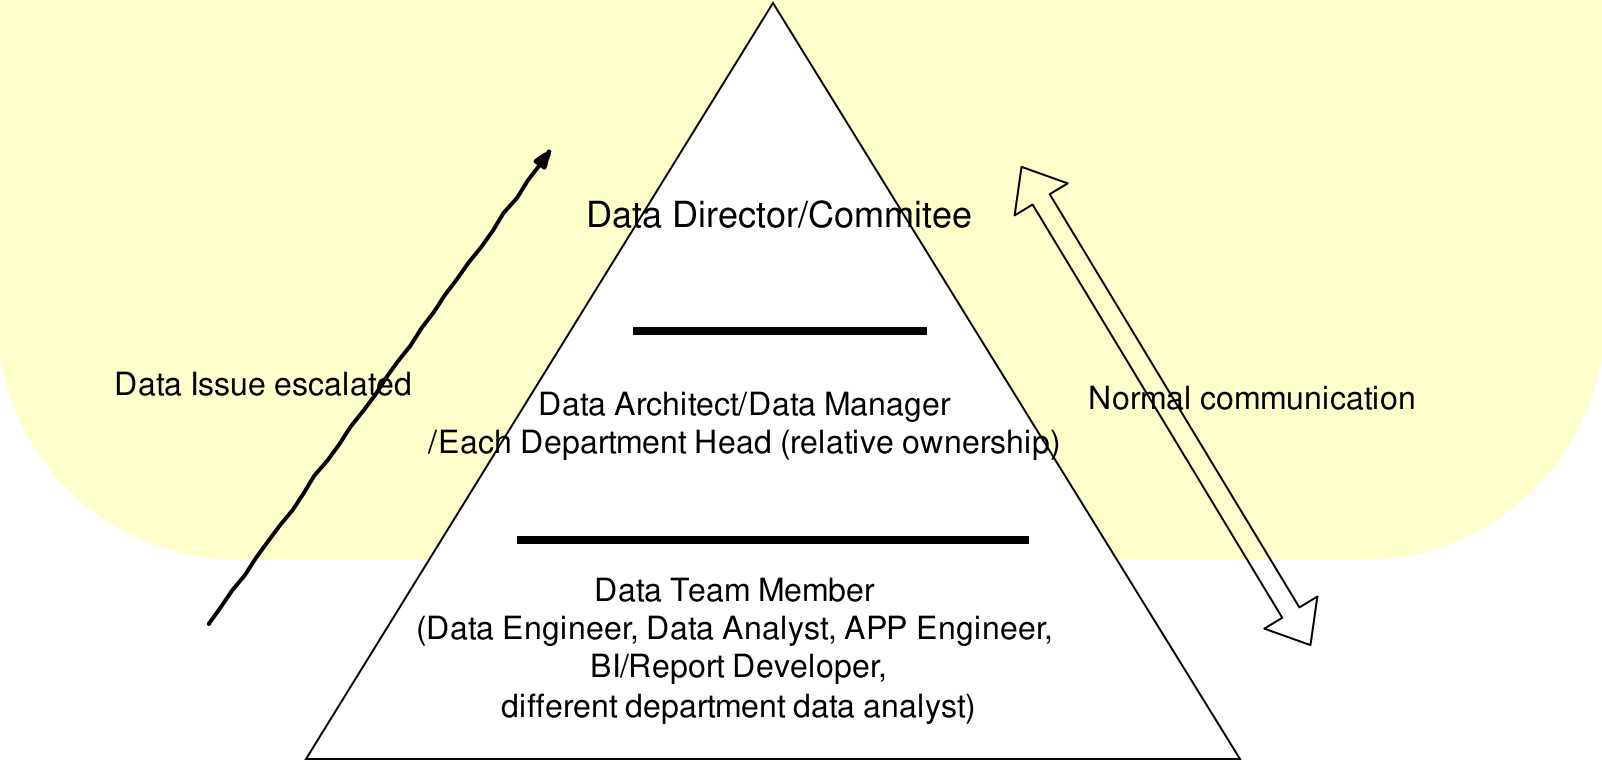 Data Director/Commitee
Data Issue escalated
Normal communication
Data Architect/Data Manager
/Each Department Head (relative ownership)
Data Team Member
(Data Engineer, Data Analyst, APP Engineer,
BI/Report Developer,
different department data analyst)